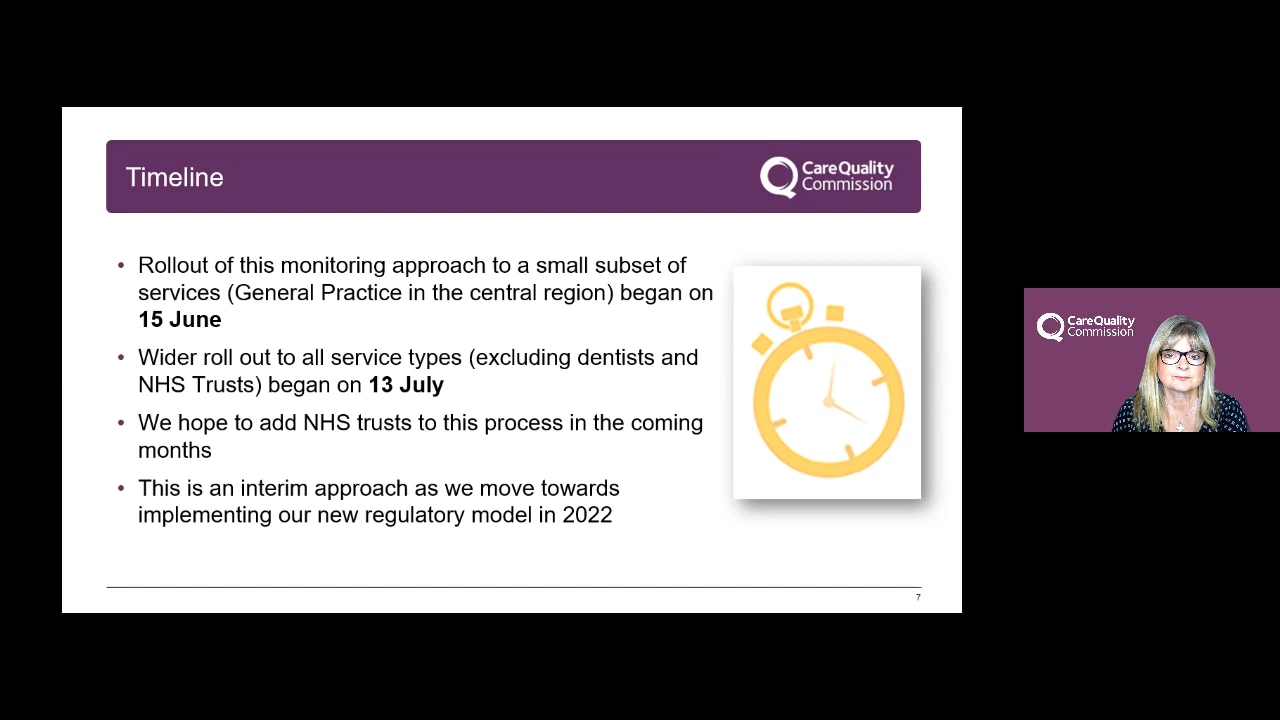 Timeline
CareQuality
Commission
• Rollout of this monitoring approach to a small subset of
services (General Practice in the central region) began on
15 June
• Wider roll out to all service types (excluding dentists and
NHS Trusts) began on 13 July
• We hope to add NHS trusts to this process in the coming
months
• This is an interim approach as we move towards
implementing our new regulatory model in 2022
7
CareQuality
Commission